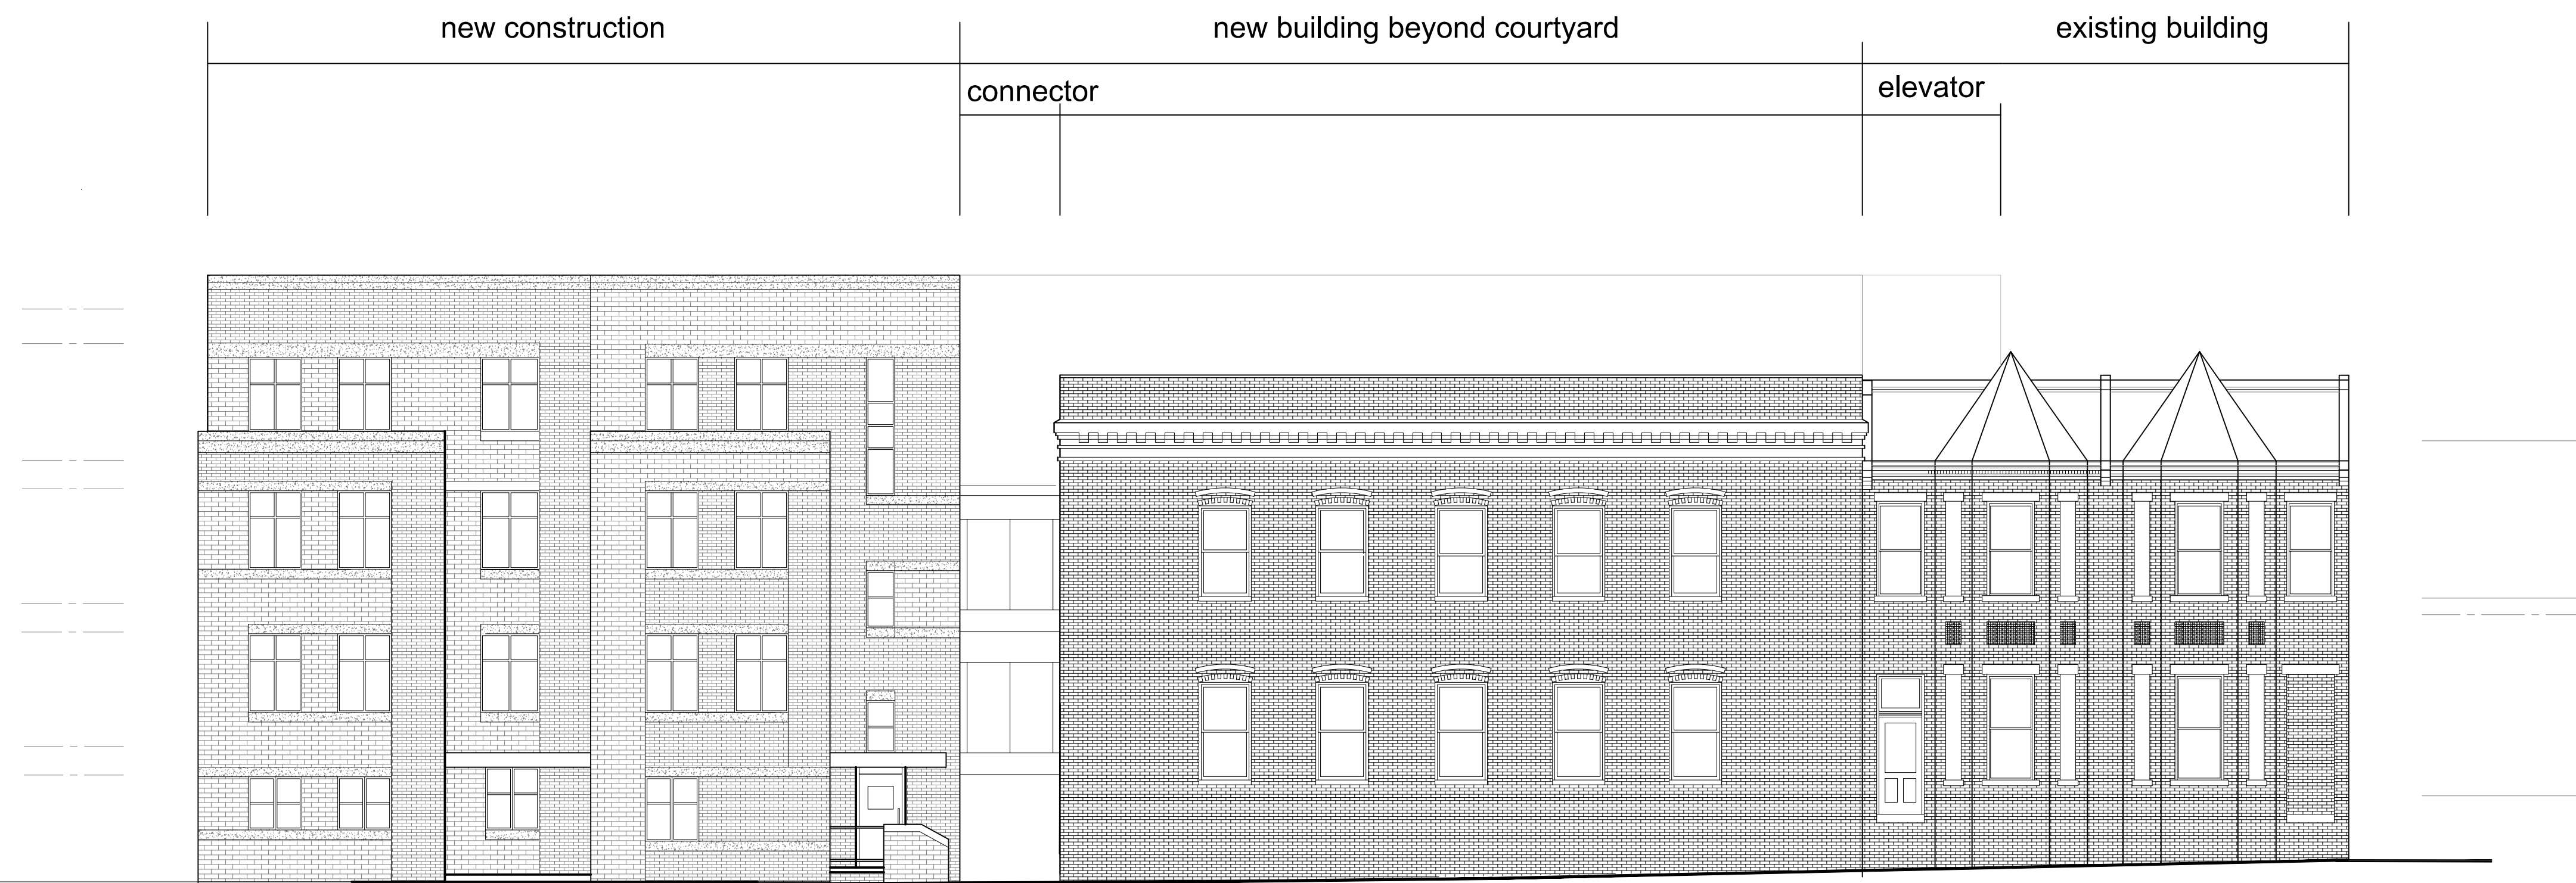 new construction
new building beyond courtyard
existing building
connector
elevator